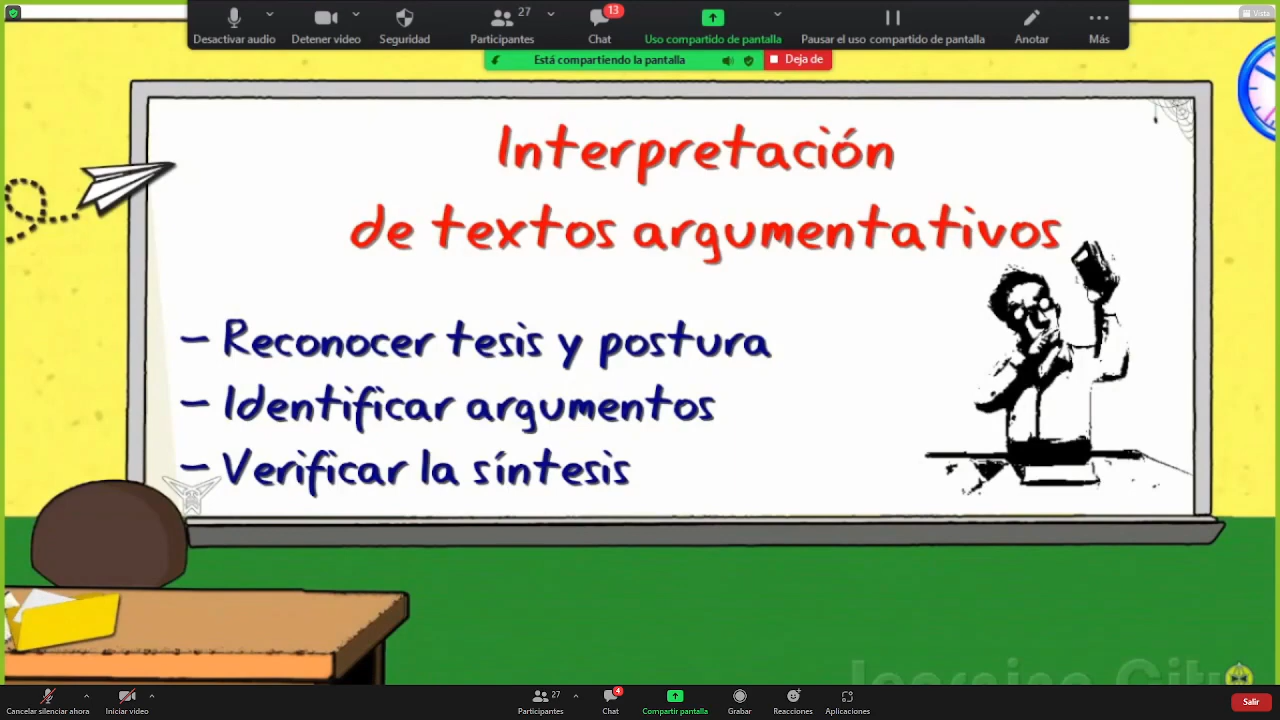 Vista
27
13
Desactivar audio
Detener video
Seguridad
Participantes
Chat
Uso compartido de pantalla
Pausar el uso compartido de pantalla
Anotar
Más
Está compartiendo la pantalla
Deja de
Interpretación
de textos argumentativos
– Reconocer tesis y postura
– Identificar argumentos
– Verificar la síntesis
27
4
Cancelar silenciar ahora
Iniciar video
Participantes
Chat
Compartir pantalla
Grabar
Reacciones
Aplicaciones
Salir